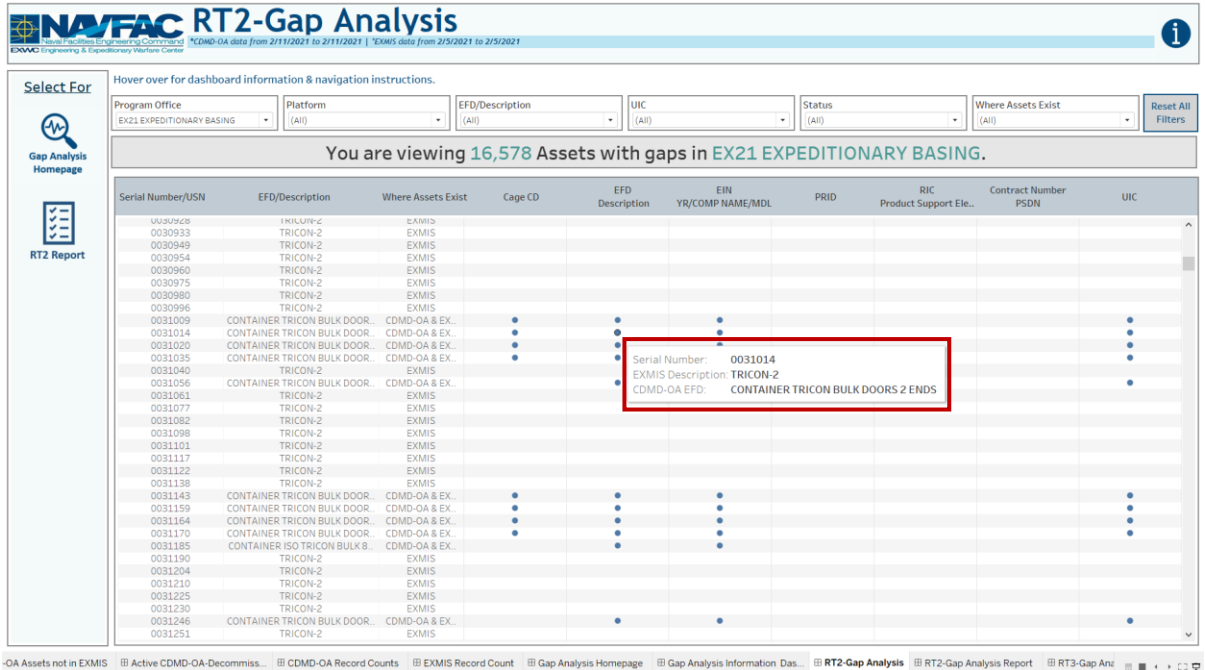 NAVFAC RT2-Gap Analysis
Naval Facilities Engineering Command *CDMD-OA data from 2/11/2021 to 2/11/2021 | *EXMIS data from 2/5/2021 to 2/5/2021
EXWC Engineering & Expeditionary Warfare Center
i
Select For
Gap Analysis
Homepage
RT2 Report
Hover over for dashboard information & navigation instructions.
Program Office Platform EFD/Description UIC Status Where Assets Exist Reset All
EX21 EXPEDITIONARY BASING (All) (All) (All) (All) (All) Filters
You are viewing 16,578 Assets with gaps in EX21 EXPEDITIONARY BASING.
Serial Number/USN EFD/Description Where Assets Exist Cage CD EFD Description EIN YR/COMP NAME/MDL PRID RIC Product Support Ele.. Contract Number PSDN UIC
0030928 TRICON-2 EXMIS
0030933 TRICON-2 EXMIS
0030949 TRICON-2 EXMIS
0030954 TRICON-2 EXMIS
0030960 TRICON-2 EXMIS
0030975 TRICON-2 EXMIS
0030980 TRICON-2 EXMIS
0030996 TRICON-2 EXMIS
0031009 CONTAINER TRICON BULK DOOR.. CDMD-OA & EX..
0031014 CONTAINER TRICON BULK DOOR.. CDMD-OA & EX..
0031020 CONTAINER TRICON BULK DOOR.. CDMD-OA & EX..
0031035 CONTAINER TRICON BULK DOOR.. CDMD-OA & EX..
0031040 TRICON-2 EXMIS
0031056 CONTAINER TRICON BULK DOOR.. CDMD-OA & EX..
0031061 TRICON-2 EXMIS
0031077 TRICON-2 EXMIS
0031082 TRICON-2 EXMIS
0031098 TRICON-2 EXMIS
0031101 TRICON-2 EXMIS
0031117 TRICON-2 EXMIS
0031122 TRICON-2 EXMIS
0031138 TRICON-2 EXMIS
0031143 CONTAINER TRICON BULK DOOR.. CDMD-OA & EX..
0031159 CONTAINER TRICON BULK DOOR.. CDMD-OA & EX..
0031164 CONTAINER TRICON BULK DOOR.. CDMD-OA & EX..
0031170 CONTAINER TRICON BULK DOOR.. CDMD-OA & EX..
0031185 CONTAINER ISO TRICON BULK 8.. CDMD-OA & EX..
0031190 TRICON-2 EXMIS
0031204 TRICON-2 EXMIS
0031210 TRICON-2 EXMIS
0031225 TRICON-2 EXMIS
0031230 TRICON-2 EXMIS
0031246 CONTAINER TRICON BULK DOOR.. CDMD-OA & EX..
0031251 TRICON-2 EXMIS
Serial Number: 0031014
EXMIS Description: TRICON-2
CDMD-OA EFD: CONTAINER TRICON BULK DOORS 2 ENDS
-OA Assets not in EXMIS Active CDMD-OA-Decommiss... CDMD-OA Record Counts EXMIS Record Count Gap Analysis Homepage Gap Analysis Information Das... RT2-Gap Analysis RT2-Gap Analysis Report RT3-Gap Ana